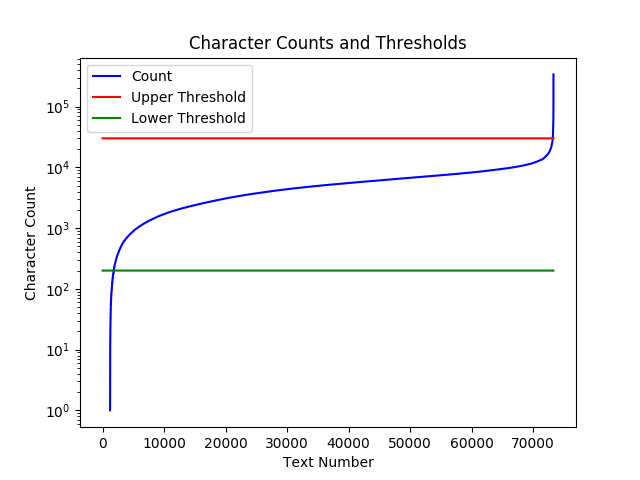 Character Counts and Thresholds
Count
Upper Threshold
Lower Threshold
Character Count
10^5
10^4
10^3
10^2
10^1
10^0
0 10000 20000 30000 40000 50000 60000 70000
Text Number